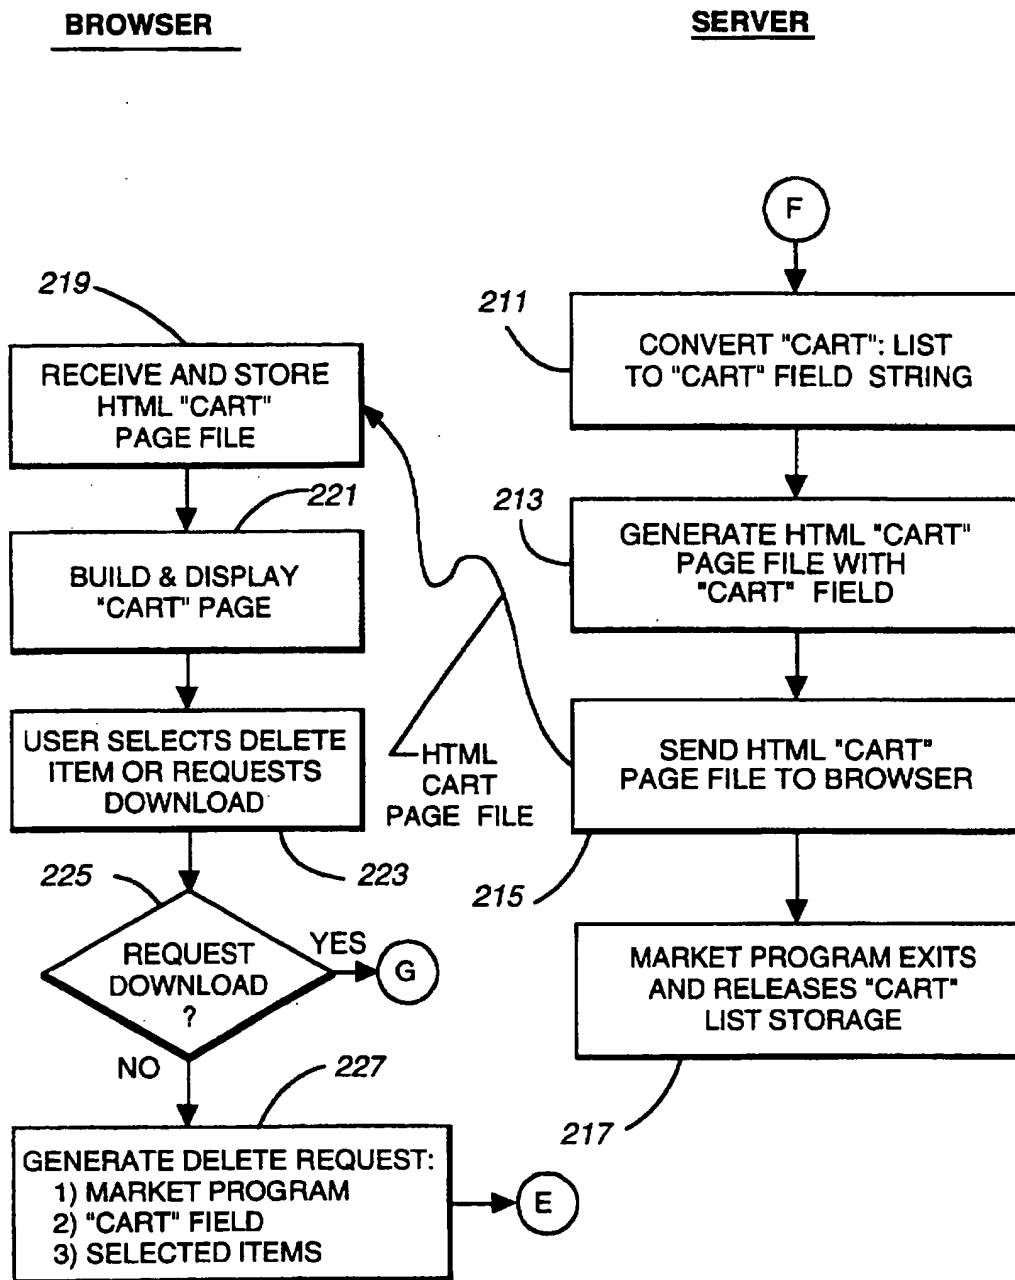 BROWSER
SERVER
F
219
211
RECEIVE AND STORE
HTML "CART"
PAGE FILE
CONVERT "CART": LIST
TO "CART" FIELD STRING
221
213
BUILD & DISPLAY
"CART" PAGE
GENERATE HTML "CART"
PAGE FILE WITH
"CART" FIELD
USER SELECTS DELETE
ITEM OR REQUESTS
DOWNLOAD
HTML
CART
PAGE FILE
SEND HTML "CART"
PAGE FILE TO BROWSER
225
223
215
REQUEST
DOWNLOAD
?
YES
G
NO
MARKET PROGRAM EXITS
AND RELEASES "CART"
LIST STORAGE
227
217
GENERATE DELETE REQUEST:
1) MARKET PROGRAM
2) "CART" FIELD
3) SELECTED ITEMS
E